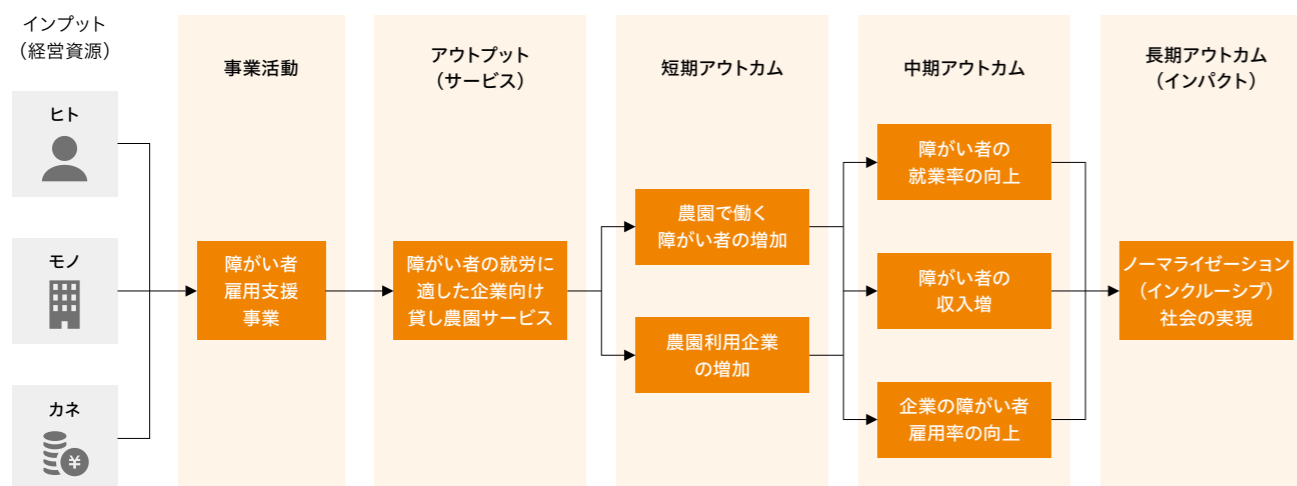 インプット
（経営資源）
ヒト
モノ
カネ
¥
事業活動
障がい者
雇用支援
事業
アウトプット
（サービス）
障がい者の就労に
適した企業向け
貸し農園サービス
短期アウトカム
農園で働く
障がい者の増加
農園利用企業
の増加
中期アウトカム
障がい者の
就業率の向上
障がい者の
収入増
企業の障がい者
雇用率の向上
長期アウトカム
（インパクト）
ノーマライゼーション
（インクルーシブ）
社会の実現